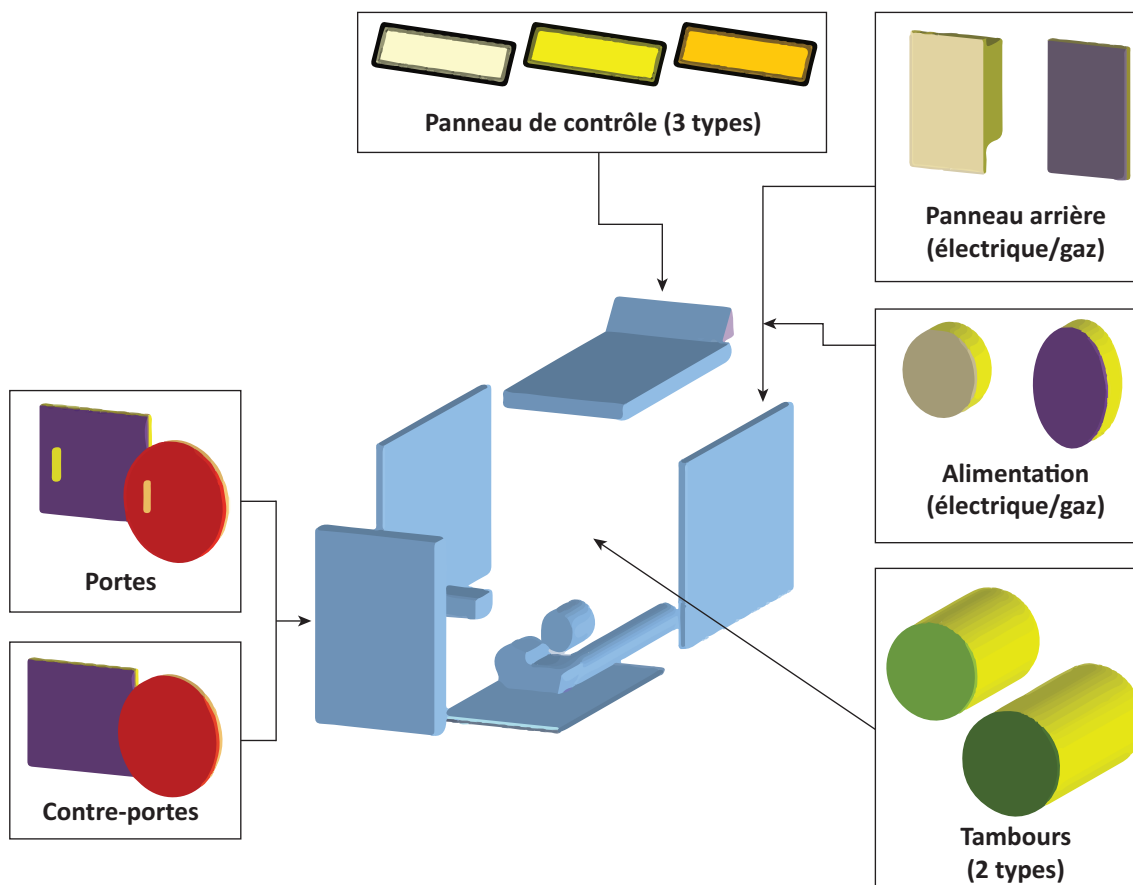 Panneau de contrôle (3 types)
Panneau arrière
(électrique/gaz)
Alimentation
(électrique/gaz)
Portes
Contre-portes
Tambours
(2 types)